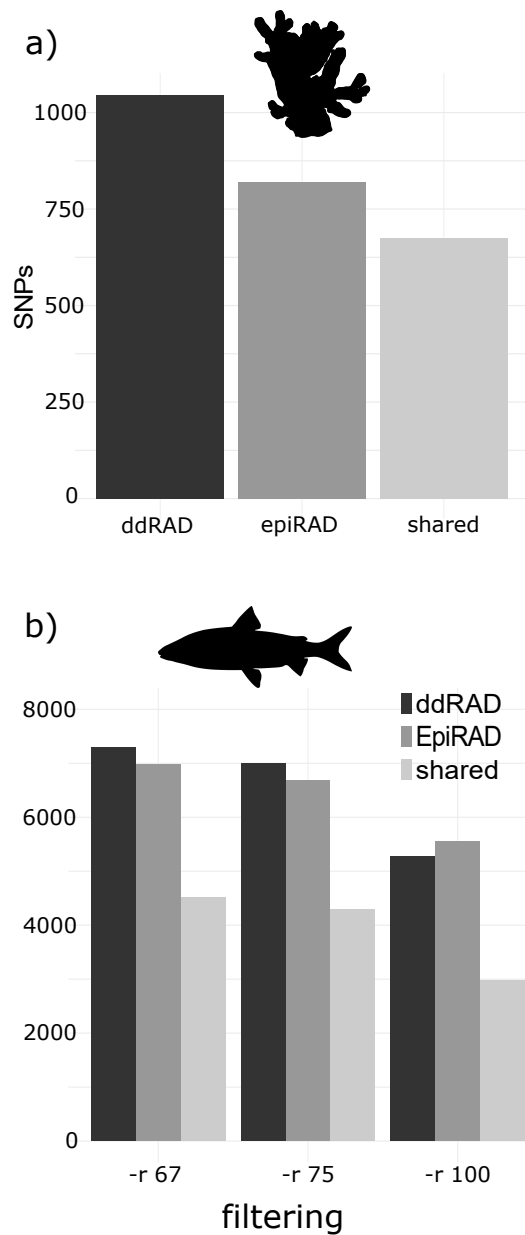 a)
1000
750
500
250
0
SNPs
ddRAD epiRAD shared
b)
8000
6000
4000
2000
0
ddRAD
EpiRAD
shared
-r 67 -r 75 -r 100
filtering